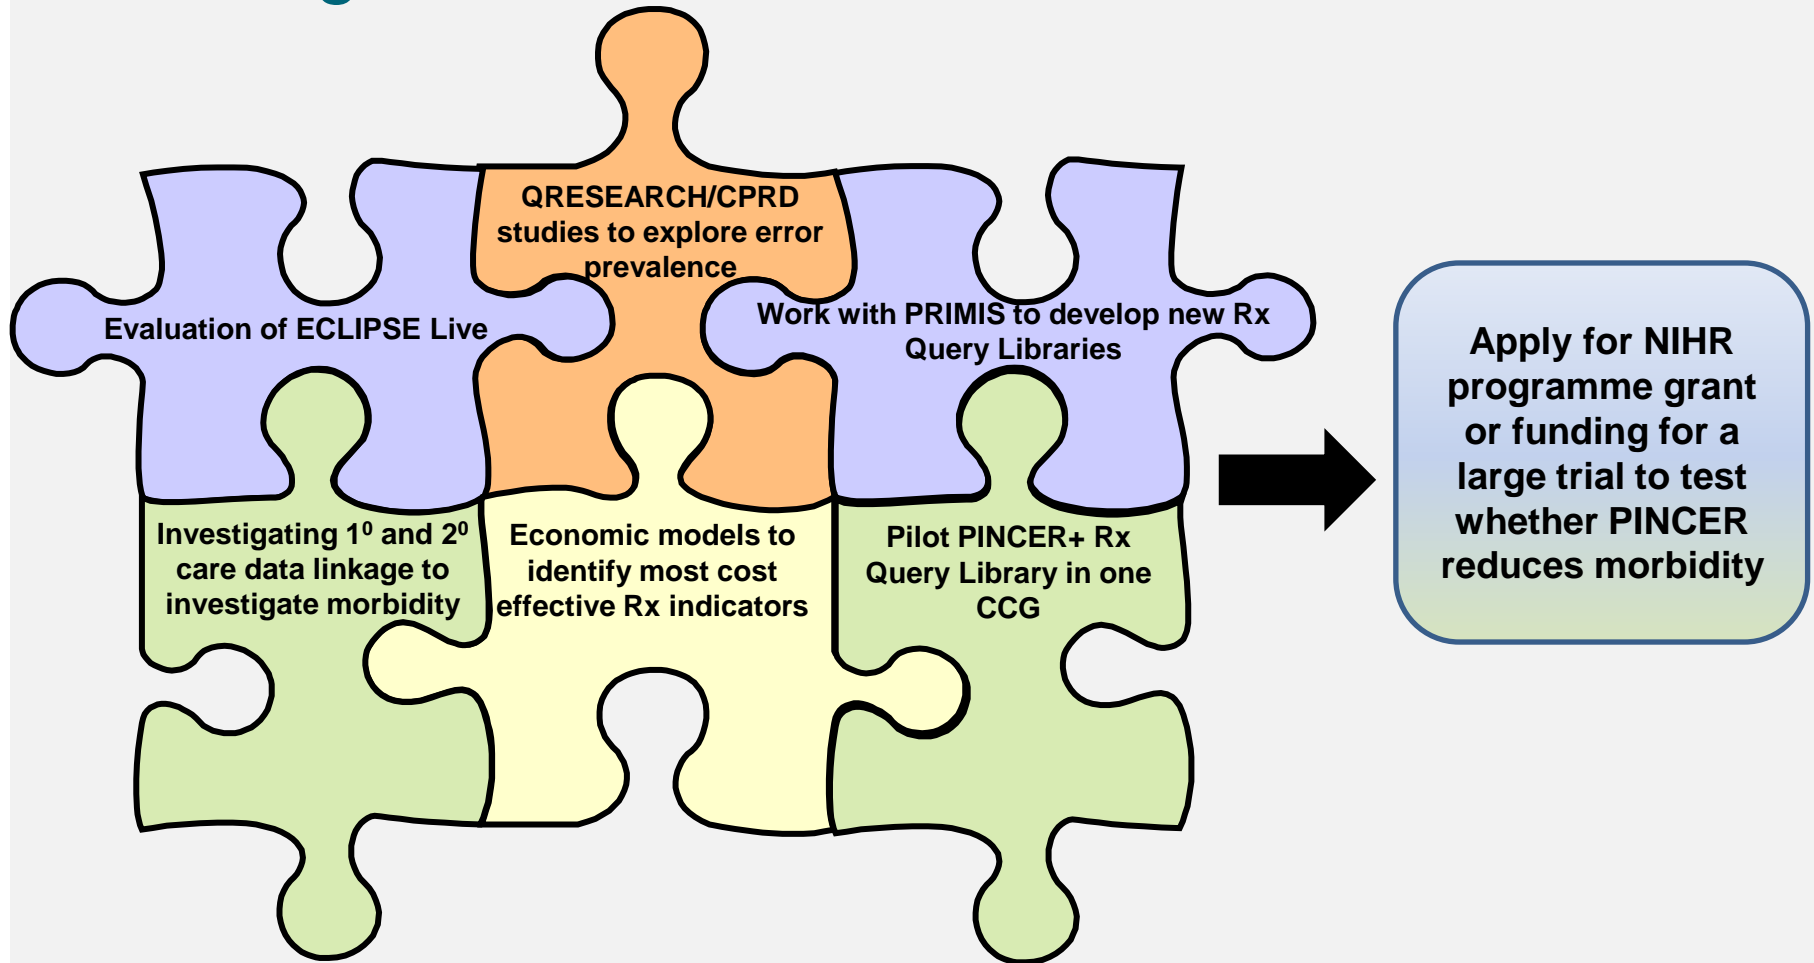 QRESEARCH/CPRD
studies to explore error
prevalence
Evaluation of ECLIPSE Live
Work with PRIMIS to develop new Rx
Query Libraries
Investigating 1⁰ and 2⁰
care data linkage to
investigate morbidity
Economic models to
identify most cost
effective Rx indicators
Pilot PINCER+ Rx
Query Library in one
CCG
Apply for NIHR
programme grant
or funding for a
large trial to test
whether PINCER
reduces morbidity